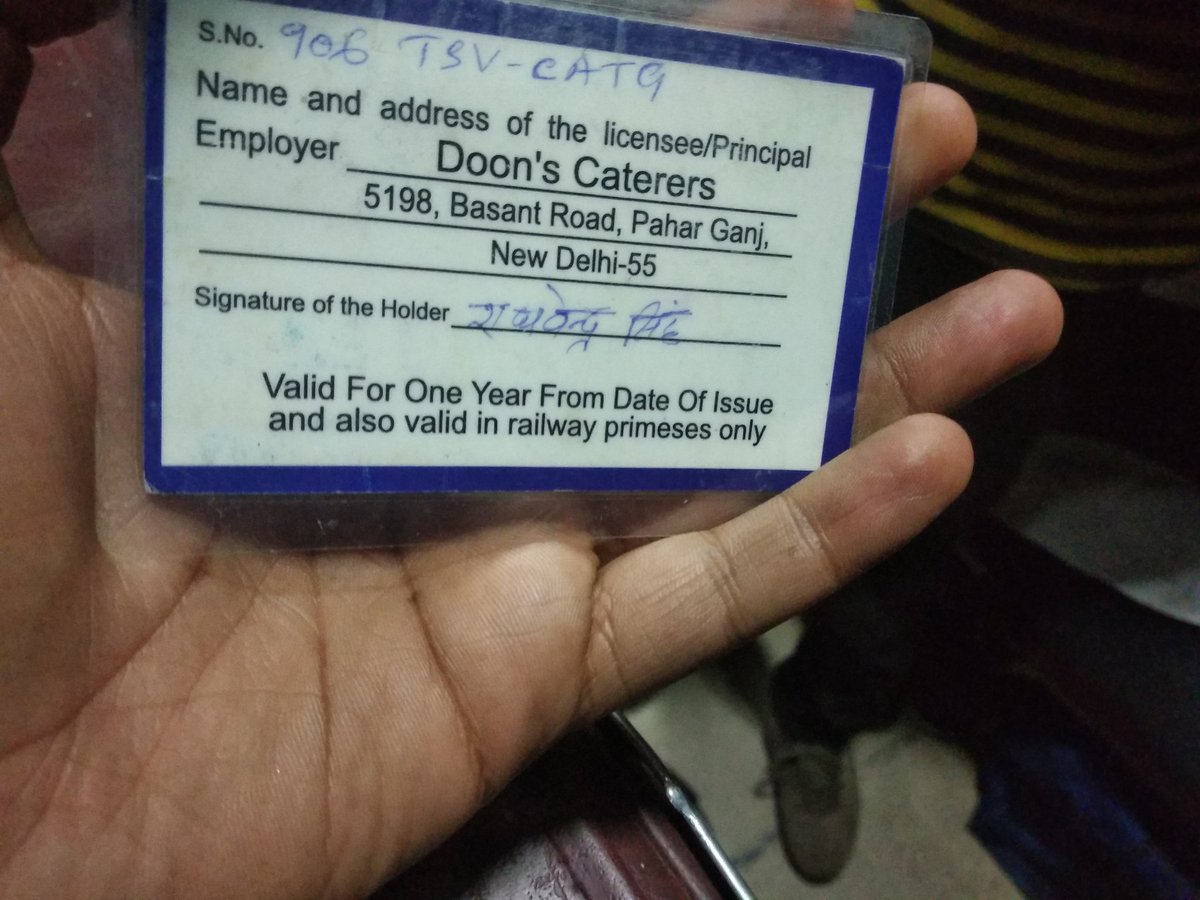 S.No. 906 TSV-CATG
Name and address of the licensee/Principal
Employer Doon's Caterers
5198, Basant Road, Pahar Ganj,
New Delhi-55
Signature of the Holder सिंह
Valid For One Year From Date Of Issue
and also valid in railway primeses only